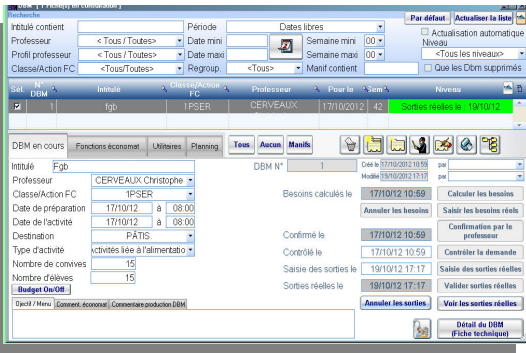 DBM [ 1 Fiche[s] en consultation ]
Recherche
Par défaut Actualiser la liste
Intitulé contient Période Dates libres
Actualisation automatique
Professeur < Tous / Toutes> Date mini Semaine mini 00
Niveau
Profil professeur < Tous / Toutes> Date maxi Semaine maxi 00 <Tous les niveaux>
Classe/Action FC <Tous/Toutes> Regroup. <Tous> Manif contient Que les Dbm supprimés
Sél. N° DBM Intitulé Classe/Action FC Professeur Pour le Sem Niveau
1 fgb 1PSER CERVEAUX 17/10/2012 42 Sorties réelles le : 19/10/12
DBM en cours Fonctions économat Utilitaires Planning Tous Aucun Manifs
Intitulé Fgb DBM N° 1 Créé le 17/10/2012 10:59 par
Modifié 19/10/2012 17:17 par
Professeur CERVEAUX Christophe
Classe/Action FC 1PSER Besoins calculés le 17/10/12 10:59 Calculer les besoins
Date de préparation 17/10/12 à 08:00 Annuler les besoins Saisir les besoins réels
Date de l'activité 17/10/12 à 08:00
Destination PÂTIS. Confirmé le 17/10/12 10:59 Confirmation par le professeur
Type d'activité Activités liée à l'alimentatio Contrôlé le 17/10/12 10:59 Contrôler la demande
Nombre de convives 15 Saisie des sorties le 19/10/12 17:17 Saisie des sorties réelles
Nombre d'élèves 15
Budget On/Off Sorties réelles le 19/10/12 17:17 Valider sorties réelles
Ojectif / Menu Comment. économat Commentaire production DBM Annuler les sorties Voir les sorties réelles
Détail du DBM
(Fiche technique)